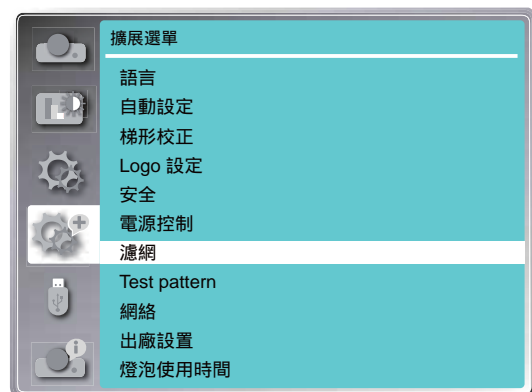 擴展選單
語言
自動設定
梯形校正
Logo 設定
安全
電源控制
濾網
Test pattern
網絡
出廠設置
燈泡使用時間